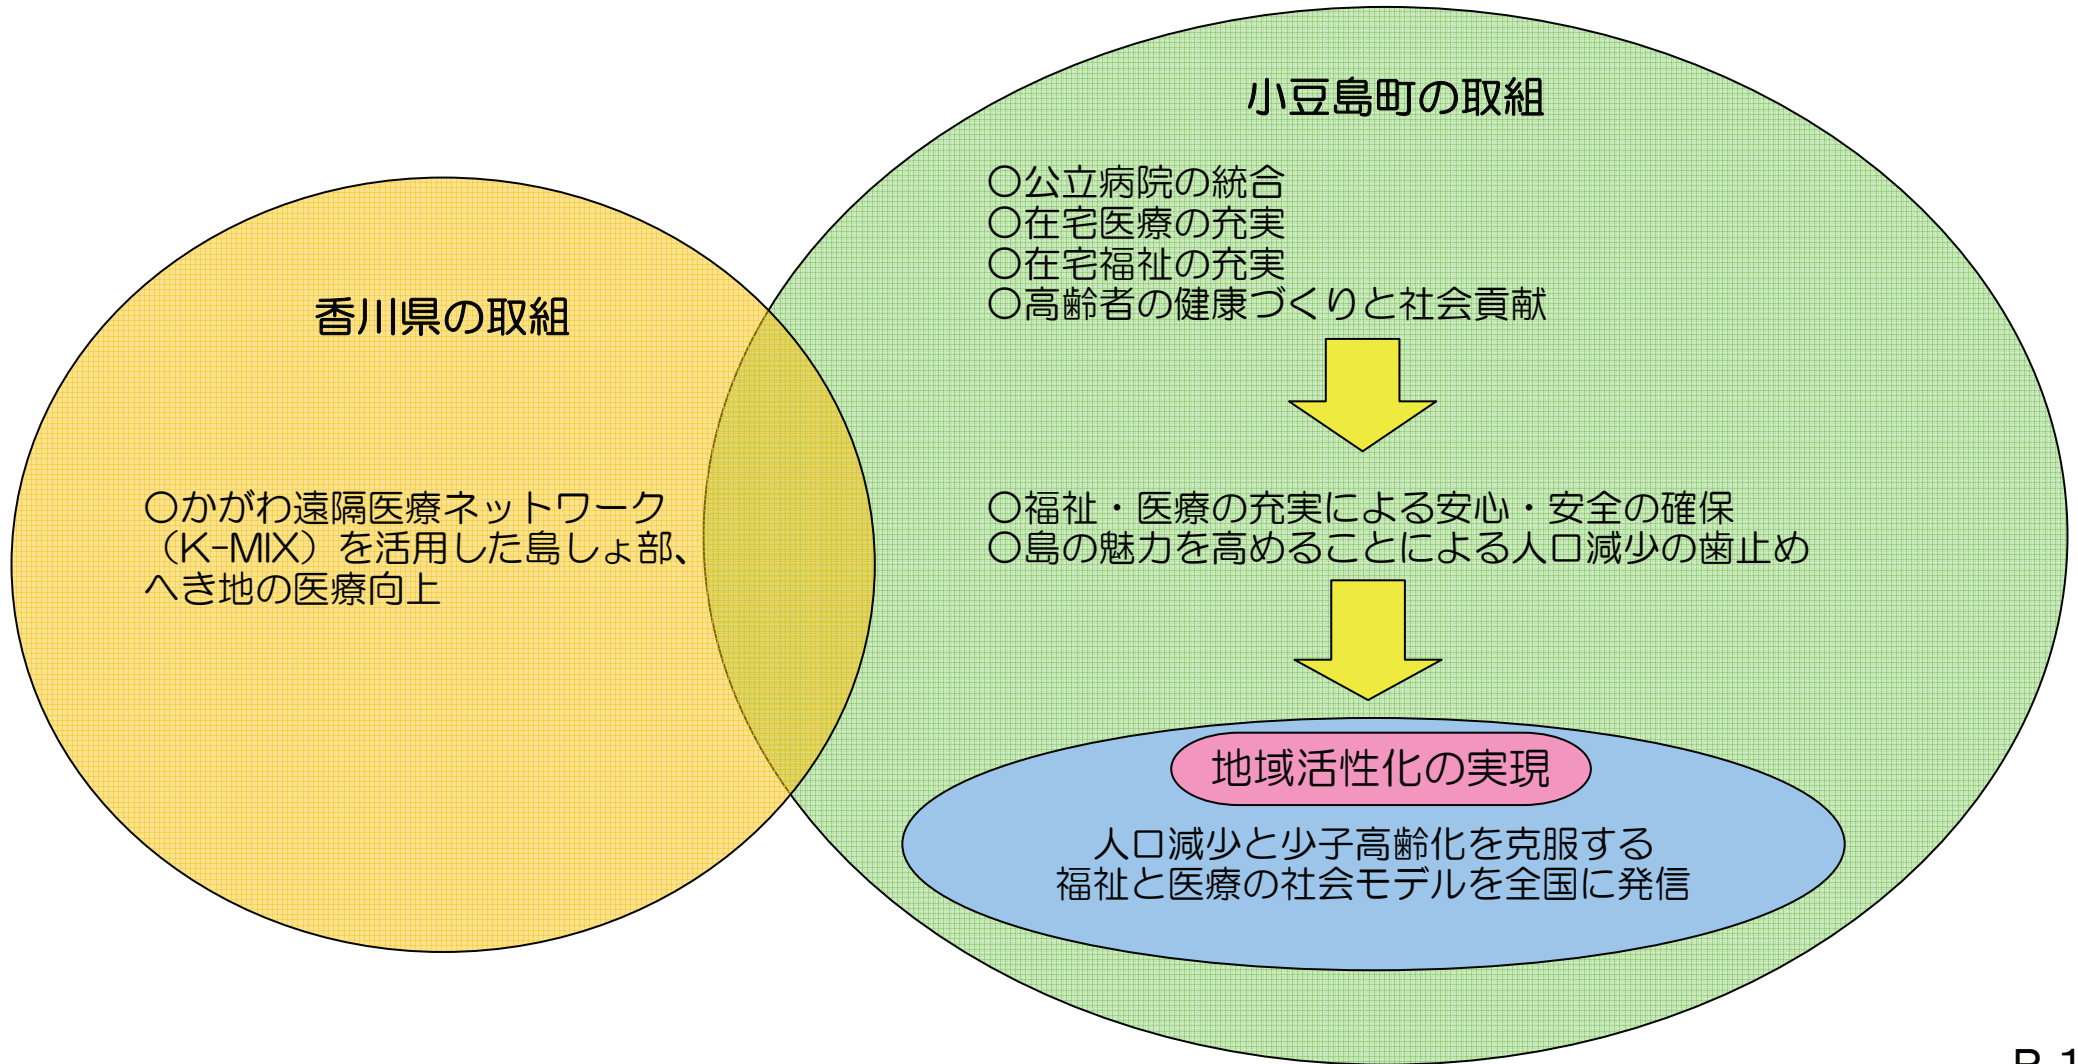 香川県の取組
○かがわ遠隔医療ネットワーク
（K-MIX）を活用した島しょ部、
へき地の医療向上
小豆島町の取組
○公立病院の統合
○在宅医療の充実
○在宅福祉の充実
○高齢者の健康づくりと社会貢献
○福祉・医療の充実による安心・安全の確保
○島の魅力を高めることによる人口減少の歯止め
地域活性化の実現
人口減少と少子高齢化を克服する
福祉と医療の社会モデルを全国に発信